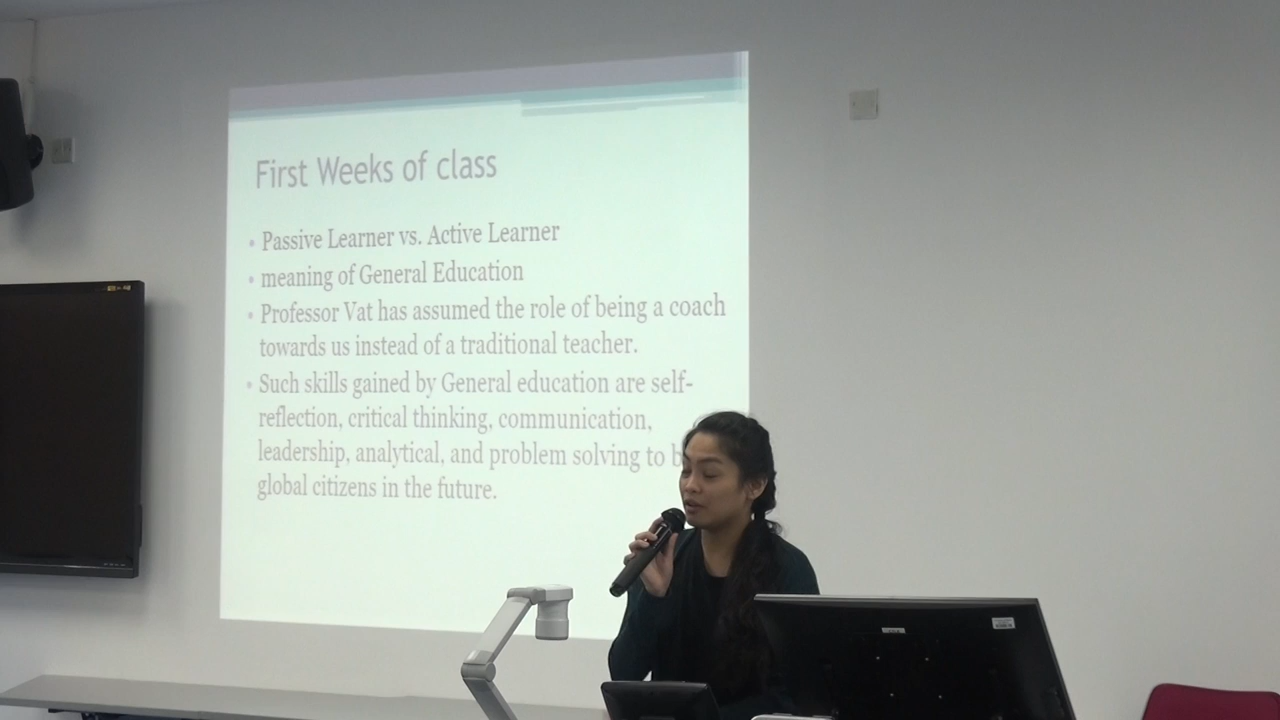 First Weeks of class
• Passive Learner vs. Active Learner
• meaning of General Education
• Professor Vat has assumed the role of being a coach
towards us instead of a traditional teacher.
• Such skills gained by General education are self-
reflection, critical thinking, communication,
leadership, analytical, and problem solving to
global citizens in the future.